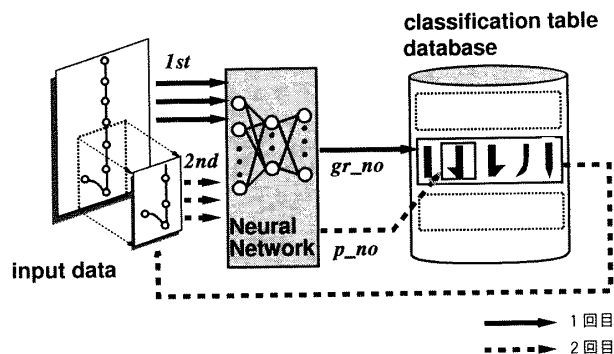 classification table
database
1st
2nd
gr_no
p_no
Neural
Network
input data
1回目
2回目